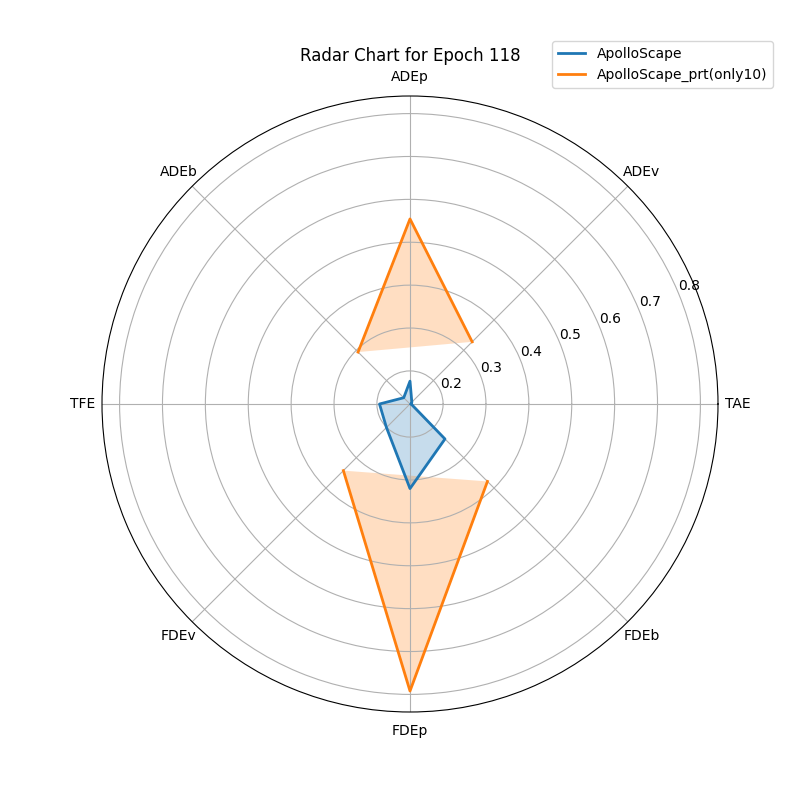 Radar Chart for Epoch 118
ApolloScape
ApolloScape_prt(only10)
ADEp
ADEb
ADEv
0.8
0.7
0.6
0.5
0.4
0.3
0.2
TFE
TAE
FDEv
FDEb
FDEp